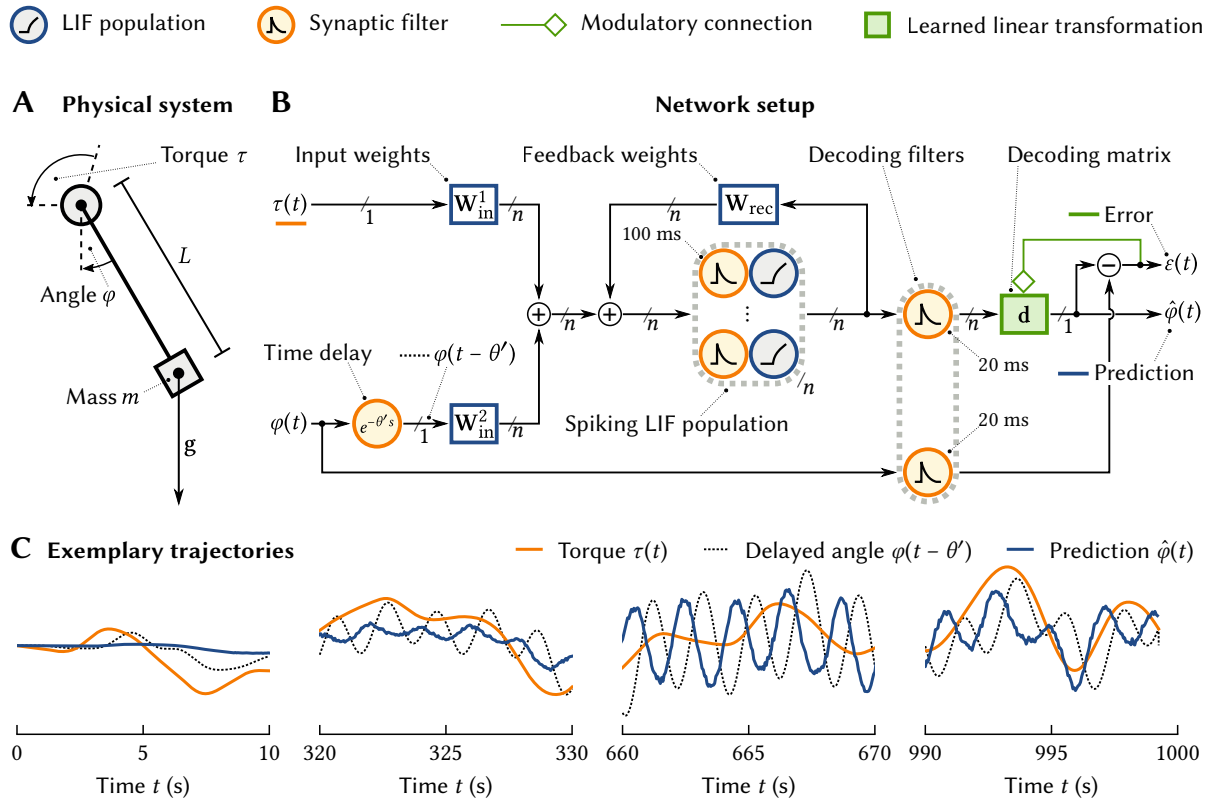 LIF population
Synaptic filter
Modulatory connection
Learned linear transformation
A Physical system
B Network setup
Torque τ
L
Angle φ
Mass m
g
Input weights
Feedback weights
Decoding filters
Decoding matrix
τ(t)
1
W¹in
n
n
Wrec
Error
100 ms
−
ε(t)
+
n
+
n
⋮
n
n
d
1
φ̂(t)
Time delay
φ(t − θ′)
20 ms
Prediction
n
φ(t)
e^−θ′s
1
W²in
n
Spiking LIF population
20 ms
C Exemplary trajectories
Torque τ(t)
Delayed angle φ(t − θ′)
Prediction φ̂(t)
0 5 10
320 325 330
660 665 670
990 995 1000
Time t (s)
Time t (s)
Time t (s)
Time t (s)